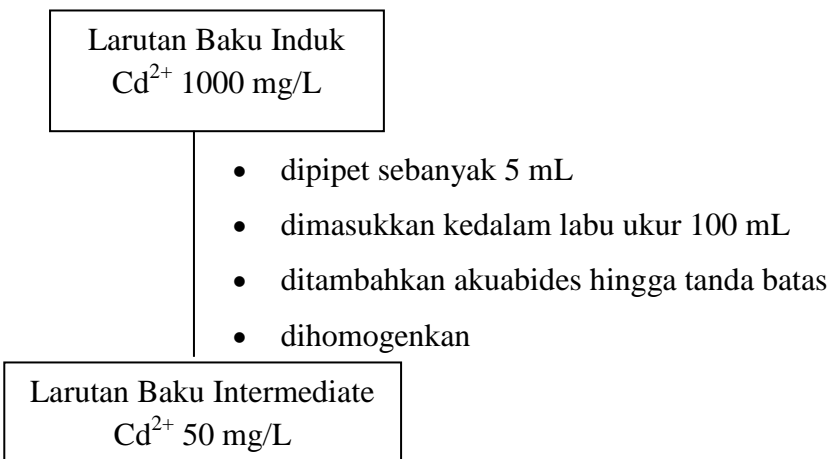 Larutan Baku Induk
Cd²⁺ 1000 mg/L
• dipipet sebanyak 5 mL
• dimasukkan kedalam labu ukur 100 mL
• ditambahkan akuabides hingga tanda batas
• dihomogenkan
Larutan Baku Intermediate
Cd²⁺ 50 mg/L